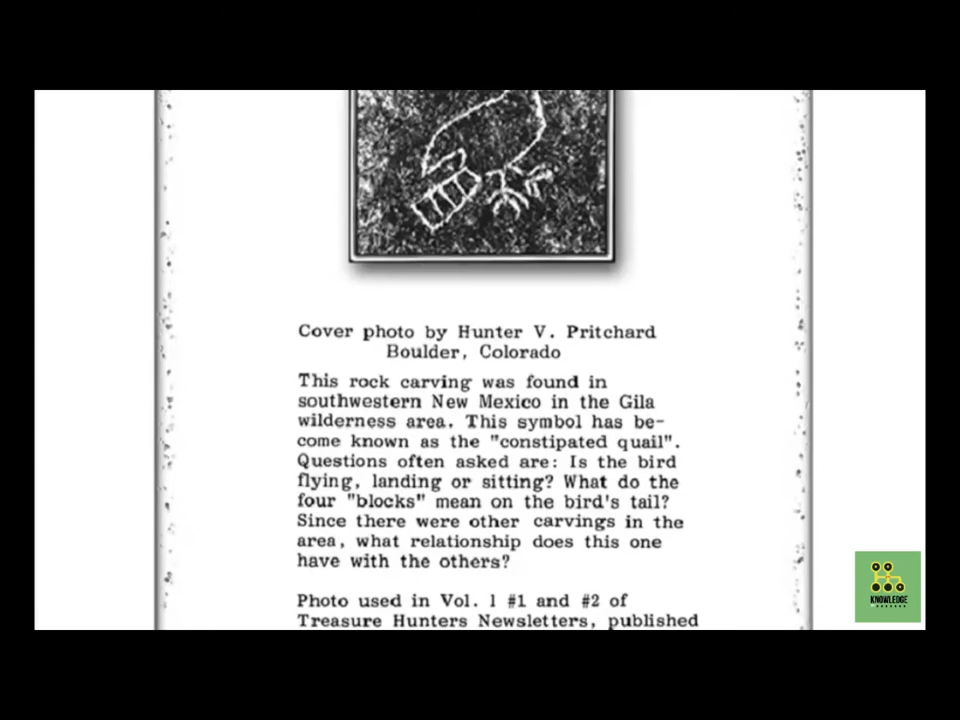 Cover photo by Hunter V. Pritchard
Boulder, Colorado
This rock carving was found in
southwestern New Mexico in the Gila
wilderness area. This symbol has be-
come known as the "constipated quail".
Questions often asked are: Is the bird
flying, landing or sitting? What do the
four "blocks" mean on the bird's tail?
Since there were other carvings in the
area, what relationship does this one
have with the others?
Photo used in Vol. 1 #1 and #2 of
Treasure Hunters Newsletters, published
KNOWLEDGE